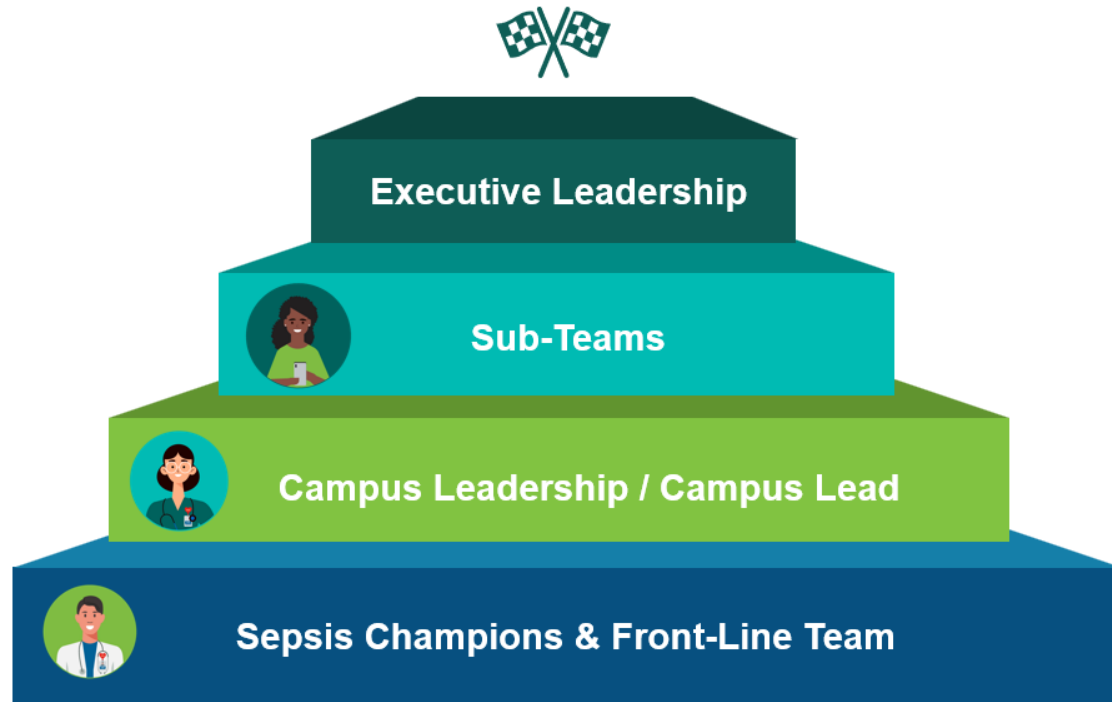 Executive Leadership
Sub-Teams
Campus Leadership / Campus Lead
Sepsis Champions & Front-Line Team